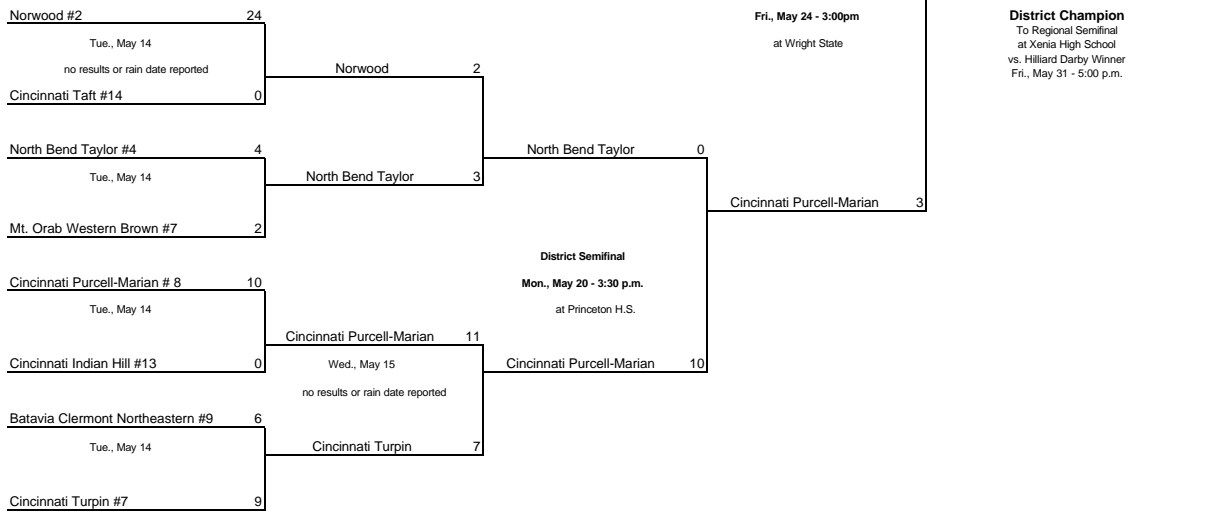 Norwood #2 24
Fri., May 24 - 3:00pm
District Champion
To Regional Semifinal
Tue., May 14
at Wright State
at Xenia High School
vs. Hilliard Darby Winner
no results or rain date reported
Norwood 2
Fri., May 31 - 5:00 p.m.
Cincinnati Taft #14 0
North Bend Taylor #4 4
North Bend Taylor 0
Tue., May 14
North Bend Taylor 3
Cincinnati Purcell-Marian 3
Mt. Orab Western Brown #7 2
District Semifinal
Cincinnati Purcell-Marian # 8 10
Mon., May 20 - 3:30 p.m.
Tue., May 14
at Princeton H.S.
Cincinnati Purcell-Marian 11
Cincinnati Indian Hill #13 0
Wed., May 15
Cincinnati Purcell-Marian 10
no results or rain date reported
Batavia Clermont Northeastern #9 6
Tue., May 14
Cincinnati Turpin 7
Cincinnati Turpin #7 9